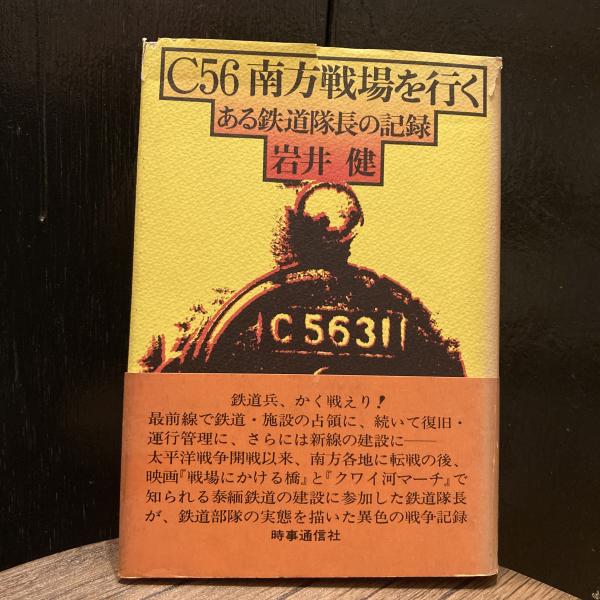 C56 南方戦場を行く
ある鉄道隊長の記録
岩井 健
C5631
鉄道兵、かく戦えり!
最前線で鉄道・施設の占領に、続いて復旧・
運行管理に、さらには新線の建設に――
太平洋戦争開戦以来、南方各地に転戦の後、
映画『戦場にかける橋』と『クワイ河マーチ』で
知られる泰緬鉄道の建設に参加した鉄道隊長
が、鉄道部隊の実態を描いた異色の戦争記録
時事通信社